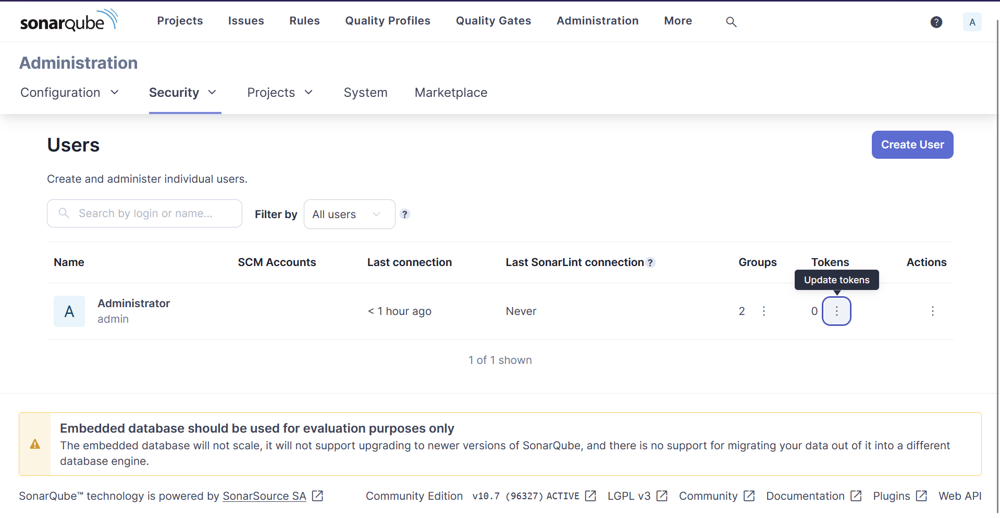 sonarqube Projects Issues Rules Quality Profiles Quality Gates Administration More ? A
Administration
Configuration Security Projects System Marketplace
Users Create User
Create and administer individual users.
Search by login or name... Filter by All users ?
Name SCM Accounts Last connection Last SonarLint connection ? Groups Tokens Actions
Update tokens
A Administrator < 1 hour ago Never 2 0
admin
1 of 1 shown
Embedded database should be used for evaluation purposes only
The embedded database will not scale, it will not support upgrading to newer versions of SonarQube, and there is no support for migrating your data out of it into a different
database engine.
SonarQube™ technology is powered by SonarSource SA Community Edition v10.7 (96327) ACTIVE LGPL v3 Community Documentation Plugins Web API